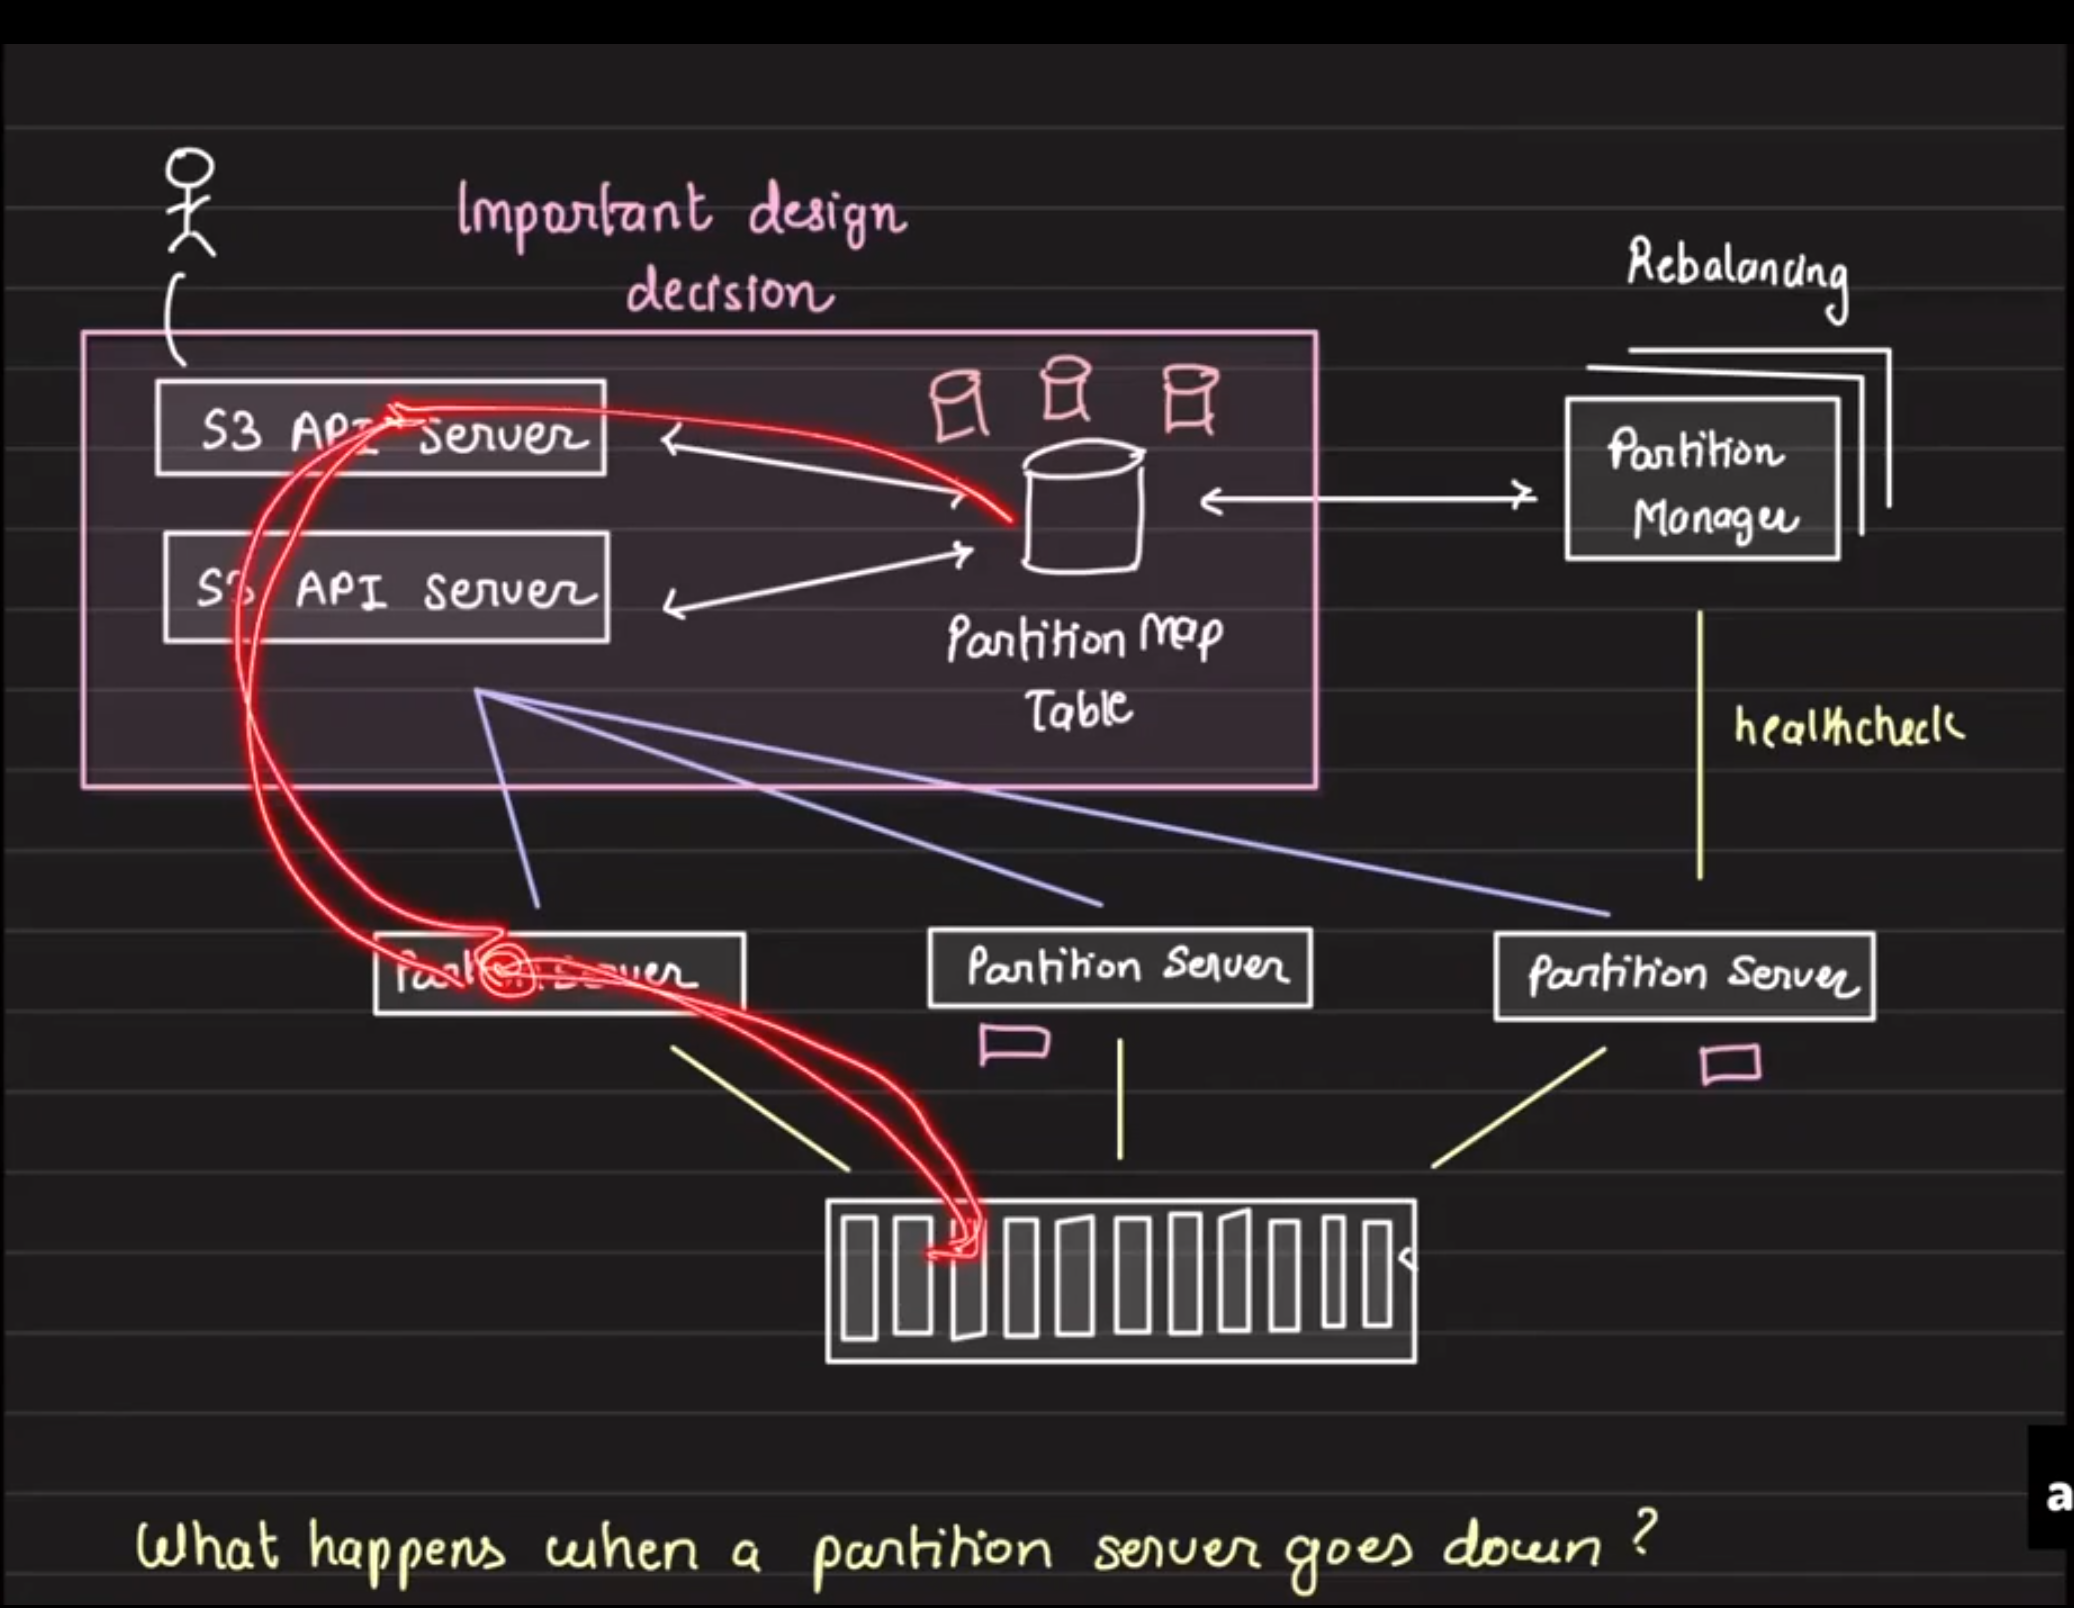 Important design
decision
Rebalancing
S3 API Server
Partition
Manager
S3 API Server
Partition Map
Table
healthcheck
Partition Server
Partition Server
Partition Server
a
What happens when a partition server goes down?